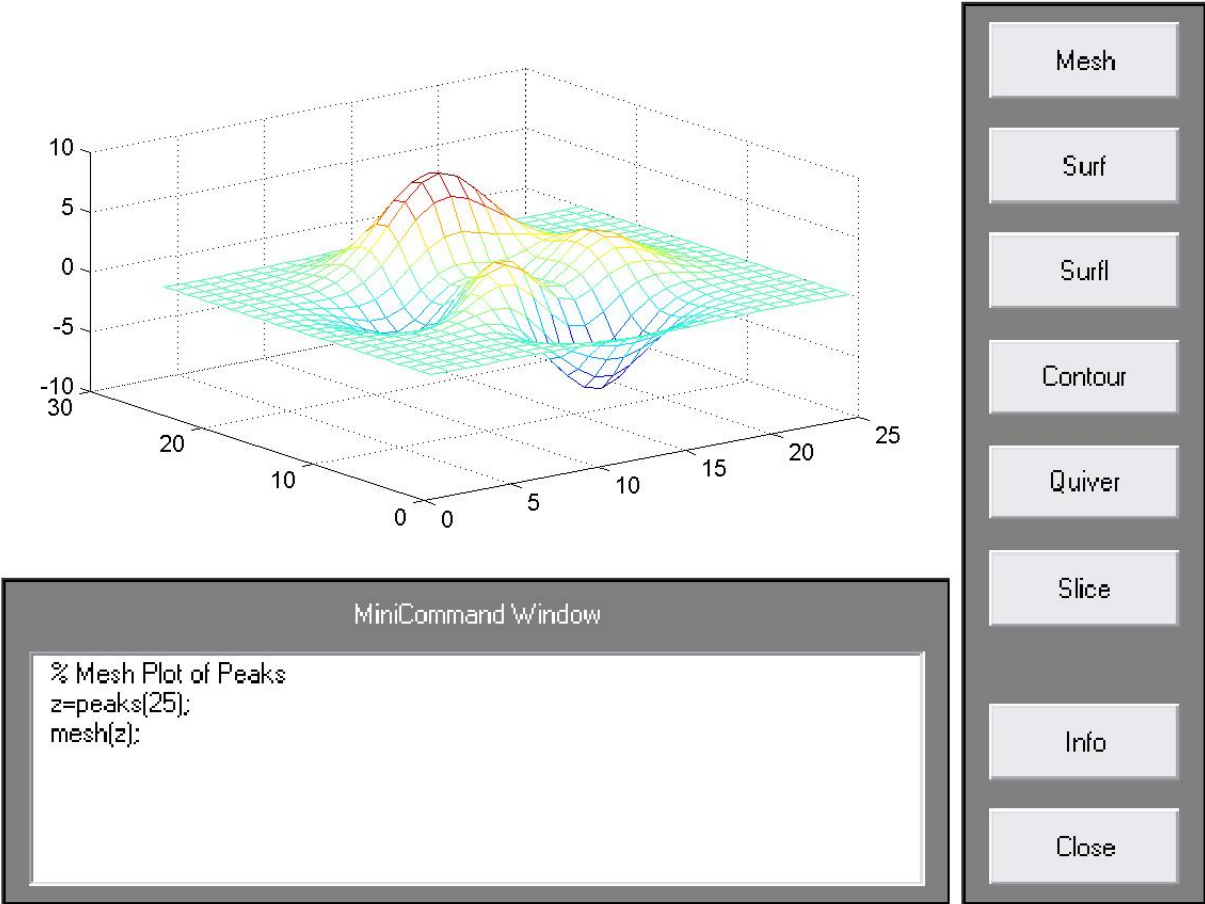 10
5
0
-5
-10
30
20
10
0
0
5
10
15
20
25
MiniCommand Window
% Mesh Plot of Peaks
z=peaks(25);
mesh(z);
Mesh
Surf
Surfl
Contour
Quiver
Slice
Info
Close